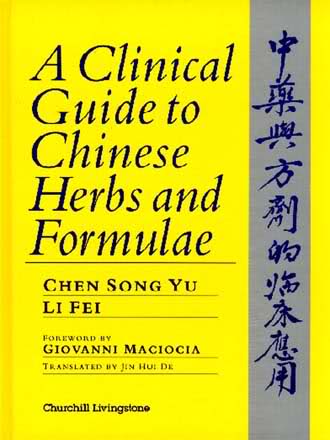 A Clinical
Guide to
Chinese
Herbs and
Formulae
CHEN SONG YU
LI FEI
FOREWORD BY
GIOVANNI MACIOCIA
TRANSLATED BY JIN HUI DE
Churchill Livingstone
中藥與方劑的临床應用